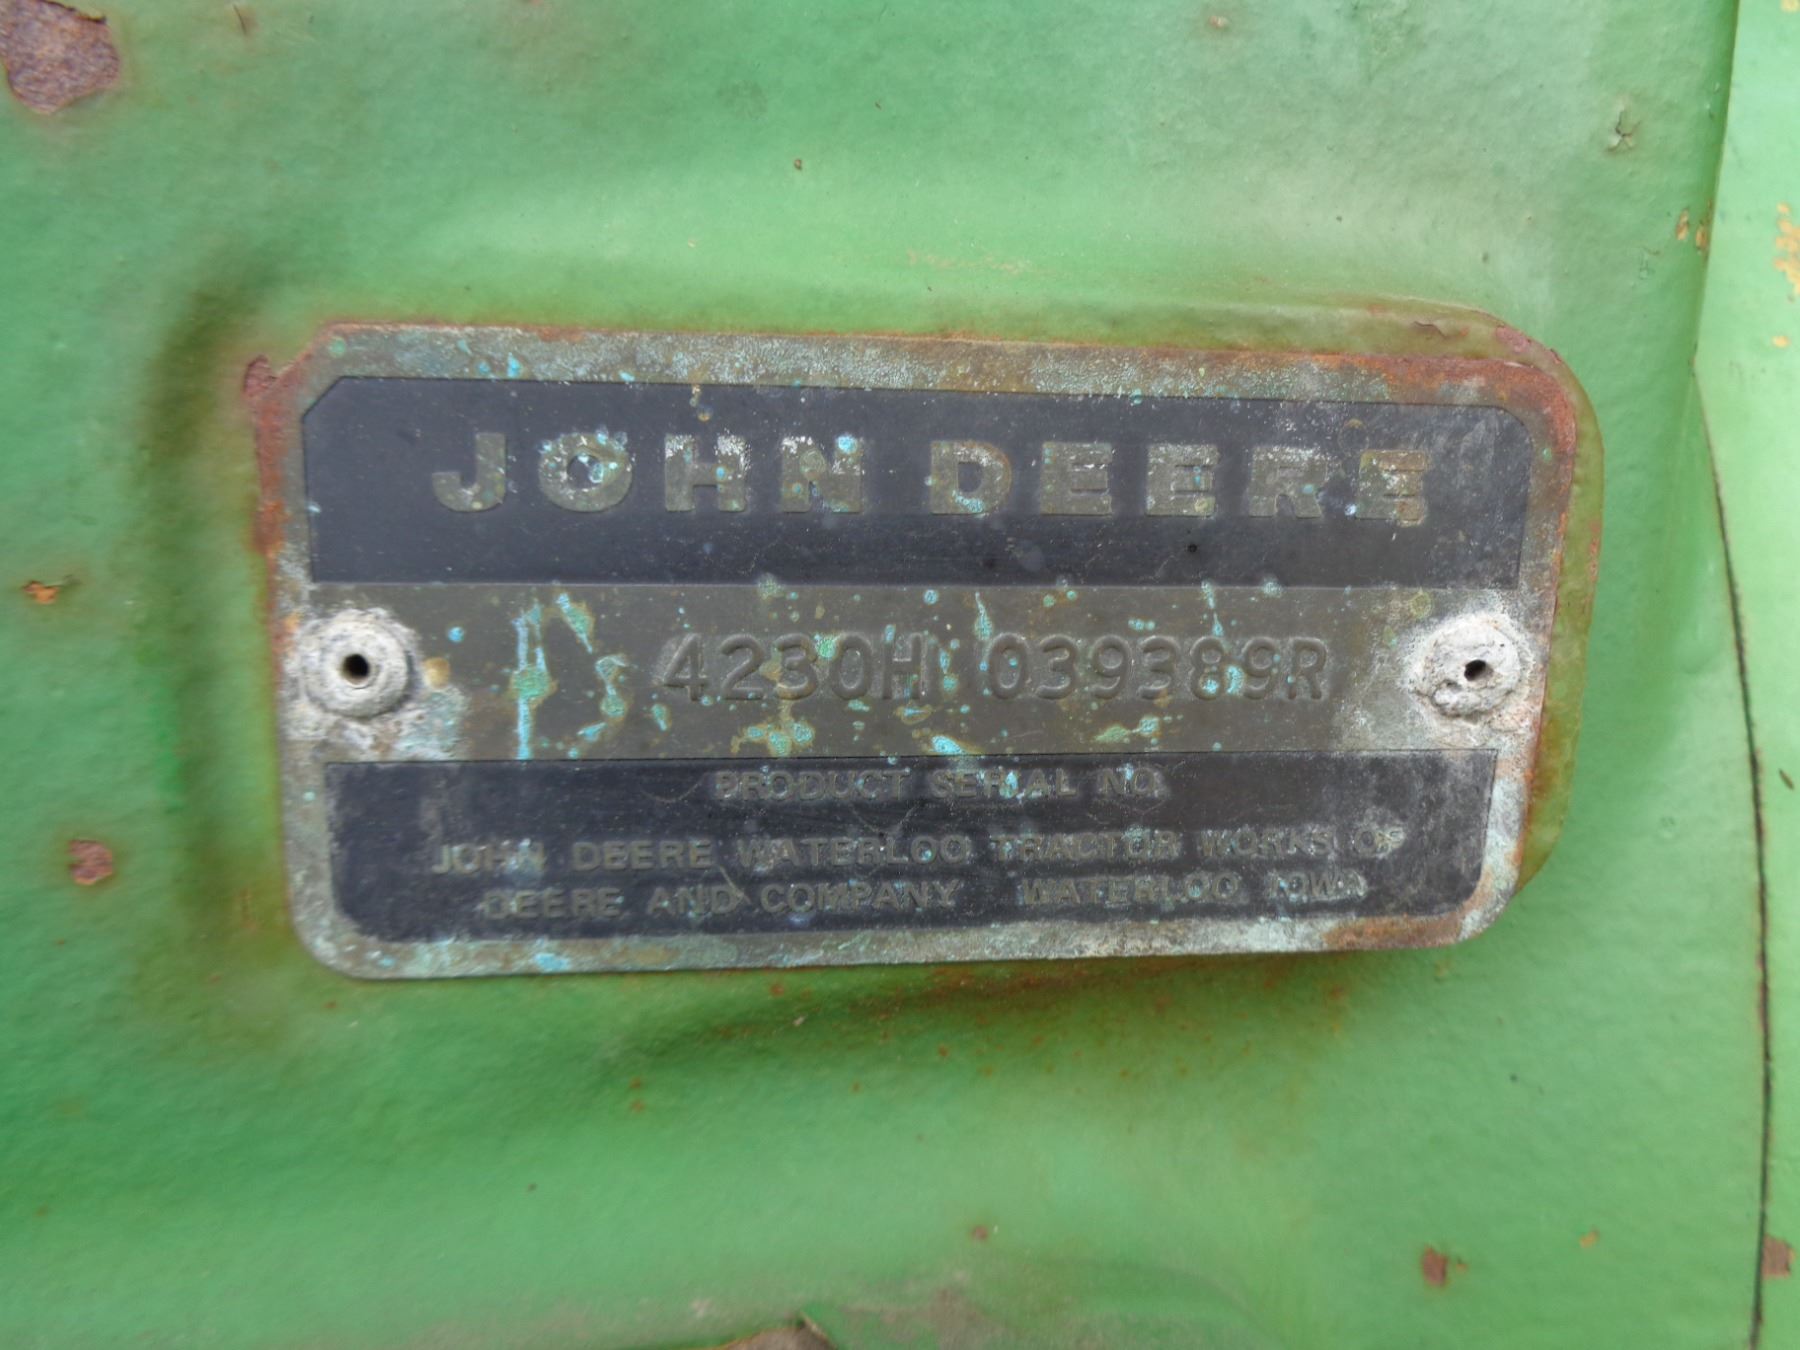 JOHN DEERE
4230H 039389R
PRODUCT SERIAL NO.
JOHN DEERE WATERLOO TRACTOR WORKS OF
DEERE AND COMPANY WATERLOO IOWA